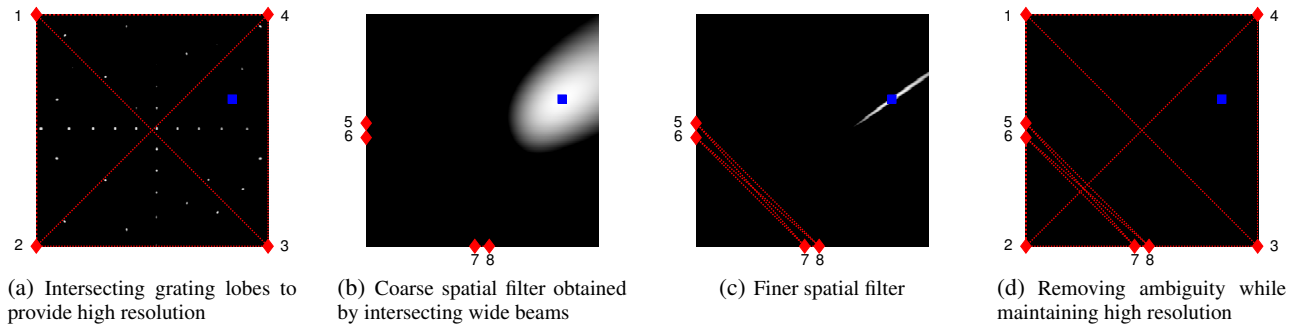 1 4
2 3
5
6
7 8
5
6
7 8
1 4
5
6
2 7 8 3
(a) Intersecting grating lobes to
provide high resolution
(b) Coarse spatial filter obtained
by intersecting wide beams
(c) Finer spatial filter
(d) Removing ambiguity while
maintaining high resolution